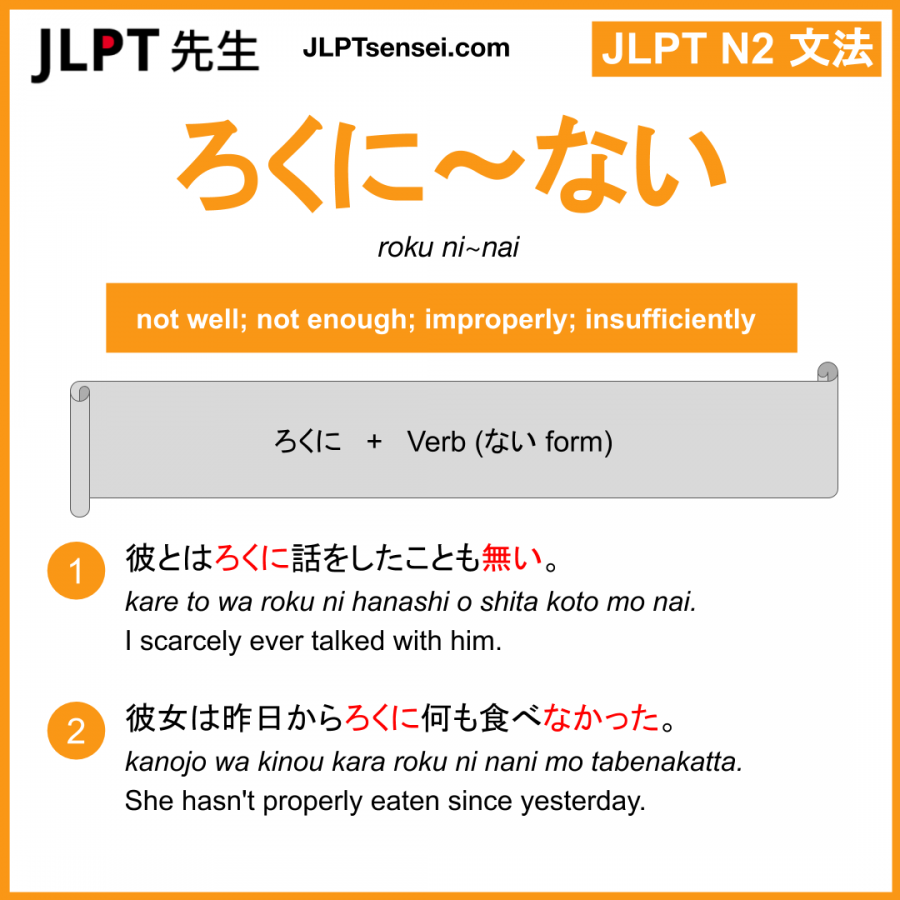 JLPT 先生
JLPTsensei.com
JLPT N2 文法
ろくに〜ない
roku ni~nai
not well; not enough; improperly; insufficiently
ろくに + Verb (ない form)
1
彼とはろくに話をしたことも無い。
kare to wa roku ni hanashi o shita koto mo nai.
I scarcely ever talked with him.
2
彼女は昨日からろくに何も食べなかった。
kanojo wa kinou kara roku ni nani mo tabenakatta.
She hasn't properly eaten since yesterday.